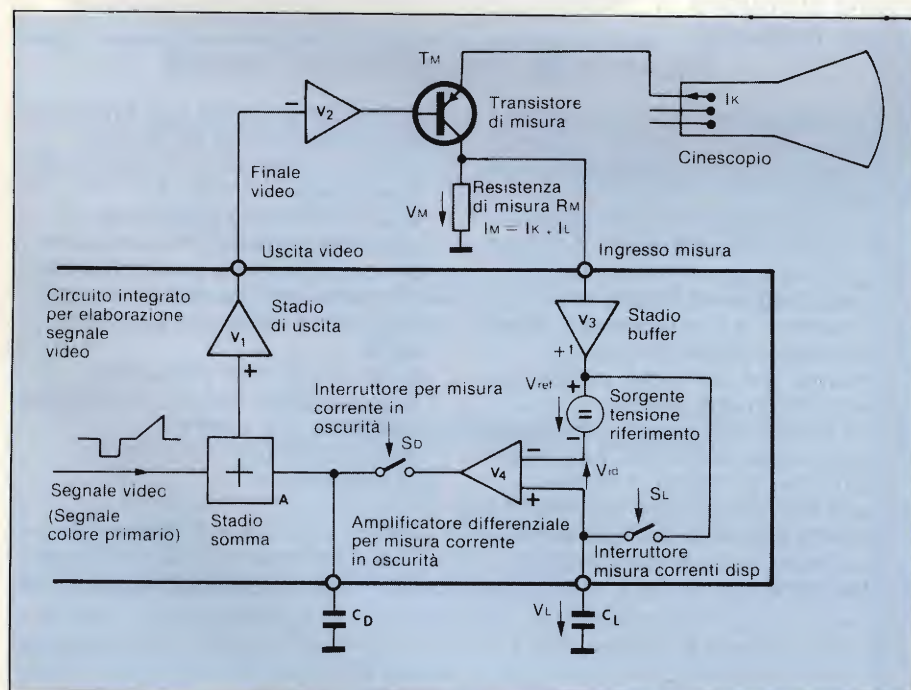 TM
IK
Transistore
di misura
Cinescopio
V2
−
Finale
video
VM
Resistenza
di misura RM
IM = IK . IL
Uscita video
Ingresso misura
Circuito integrato
per elaborazione
segnale
video
Stadio
di uscita
V1
+
V3
+1
Stadio
buffer
Interruttore per misura
corrente in
oscurità
SD
Vref
+
=
−
Sorgente
tensione
riferimento
−
V4
+
Vrd
SL
Segnale video
(Segnale
colore primario)
+
A
Stadio
somma
Amplificatore differenziale
per misura corrente
in oscurità
Interruttore
misura correnti disp
CD
VL
CL